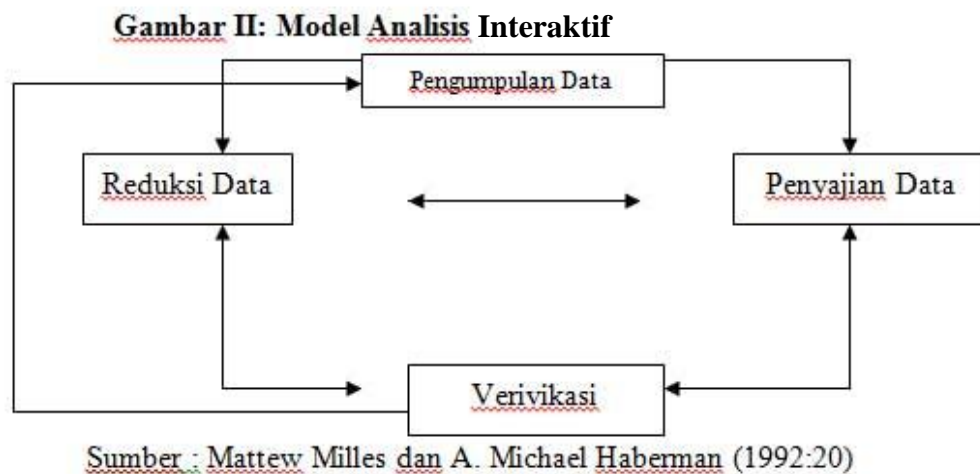 Gambar II: Model Analisis Interaktif
Pengumpulan Data
Reduksi Data
Penyajian Data
Verivikasi
Sumber : Mattew Milles dan A. Michael Haberman (1992:20)